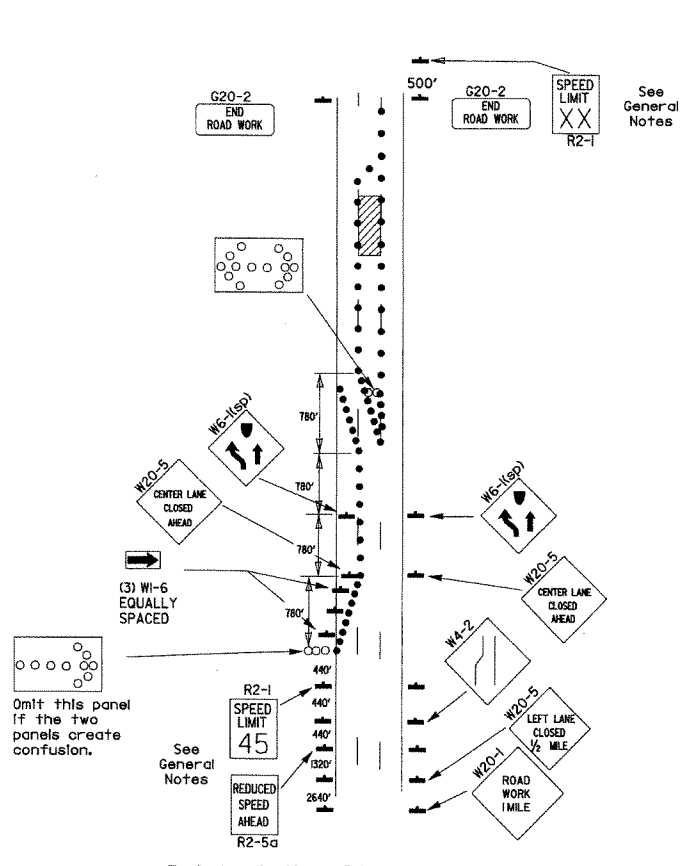 500'
G20-2
END
ROAD WORK
G20-2
END
ROAD WORK
SPEED
LIMIT
XX
R2-1
See
General
Notes
780'
W6-1(sp)
780'
W20-5
CENTER LANE
CLOSED
AHEAD
W6-1(sp)
780'
W20-5
CENTER LANE
CLOSED
AHEAD
(3) W1-6
EQUALLY
SPACED
780'
Omit this panel
if the two
panels create
confusion.
440'
R2-1
SPEED
LIMIT
45
440'
W4-2
440'
See
General
Notes
W20-5
LEFT LANE
CLOSED
1/2 MILE
1320'
REDUCED
SPEED
AHEAD
R2-5a
2640'
W20-1
ROAD
WORK
1 MILE